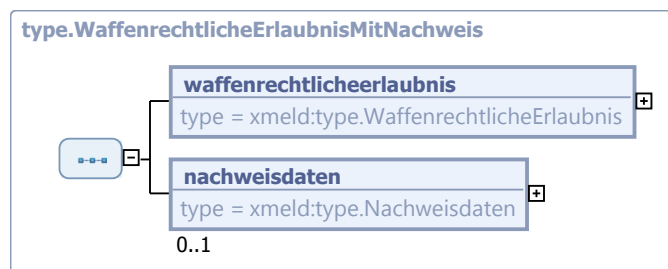 type.WaffenrechtlicheErlaubnisMitNachweis
waffenrechtlicheerlaubnis
type = xmeld:type.WaffenrechtlicheErlaubnis
nachweisdaten
type = xmeld:type.Nachweisdaten
0..1